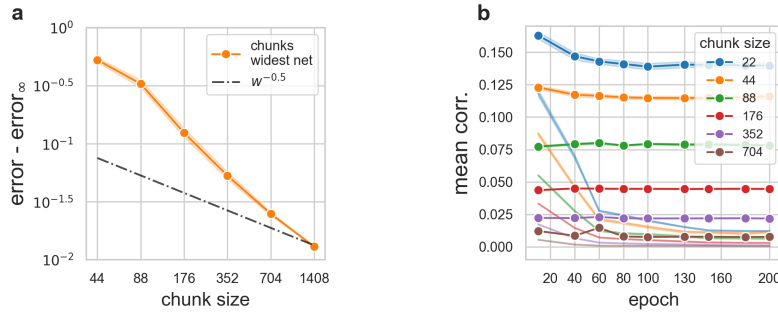 a
error - error∞
10⁰
10⁻⁰·⁵
10⁻¹
10⁻¹·⁵
10⁻²
chunks
widest net
w⁻⁰·⁵
44 88 176 352 704 1408
chunk size
b
mean corr.
0.150
0.125
0.100
0.075
0.050
0.025
0.000
chunk size
22
44
88
176
352
704
20 40 60 80 100 130 160 200
epoch